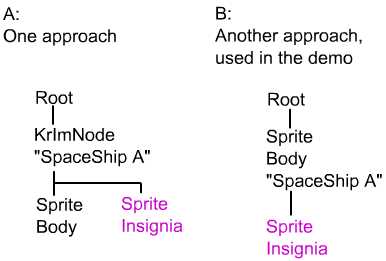 A:
One approach
Root
KrImNode
"SpaceShip A"
Sprite
Body
Sprite
Insignia
B:
Another approach,
used in the demo
Root
Sprite
Body
"SpaceShip A"
Sprite
Insignia